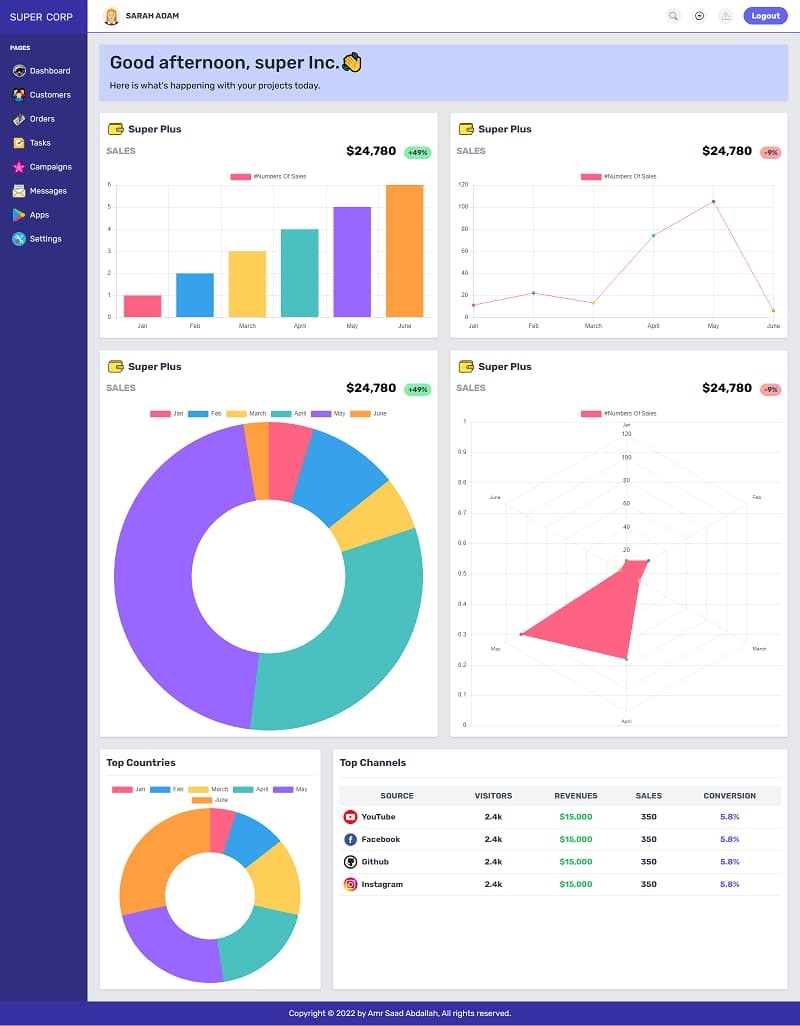 SUPER CORP
SARAH ADAM
Logout
PAGES
Dashboard
Customers
Orders
Tasks
Campaigns
Messages
Apps
Settings
Good afternoon, super Inc.👋
Here is what's happening with your projects today.
Super Plus
SALES
$24,780 +49%
#Numbers Of Sales
6
5
4
3
2
1
0
Jan Feb March April May June
Super Plus
SALES
$24,780 -9%
#Numbers Of Sales
120
100
80
60
40
20
0
Jan Feb March April May June
Super Plus
SALES
$24,780 +49%
Jan Feb March April May June
Super Plus
SALES
$24,780 -9%
#Numbers Of Sales
1
0.9
0.8
0.7
0.6
0.5
0.4
0.3
0.2
0.1
0
Jan
120
100
80
60
40
20
Feb
March
April
May
June
Top Countries
Jan Feb March April May
June
Top Channels
SOURCE VISITORS REVENUES SALES CONVERSION
YouTube 2.4k $15,000 350 5.8%
Facebook 2.4k $15,000 350 5.8%
Github 2.4k $15,000 350 5.8%
Instagram 2.4k $15,000 350 5.8%
Copyright © 2022 by Amr Saad Abdallah, All rights reserved.